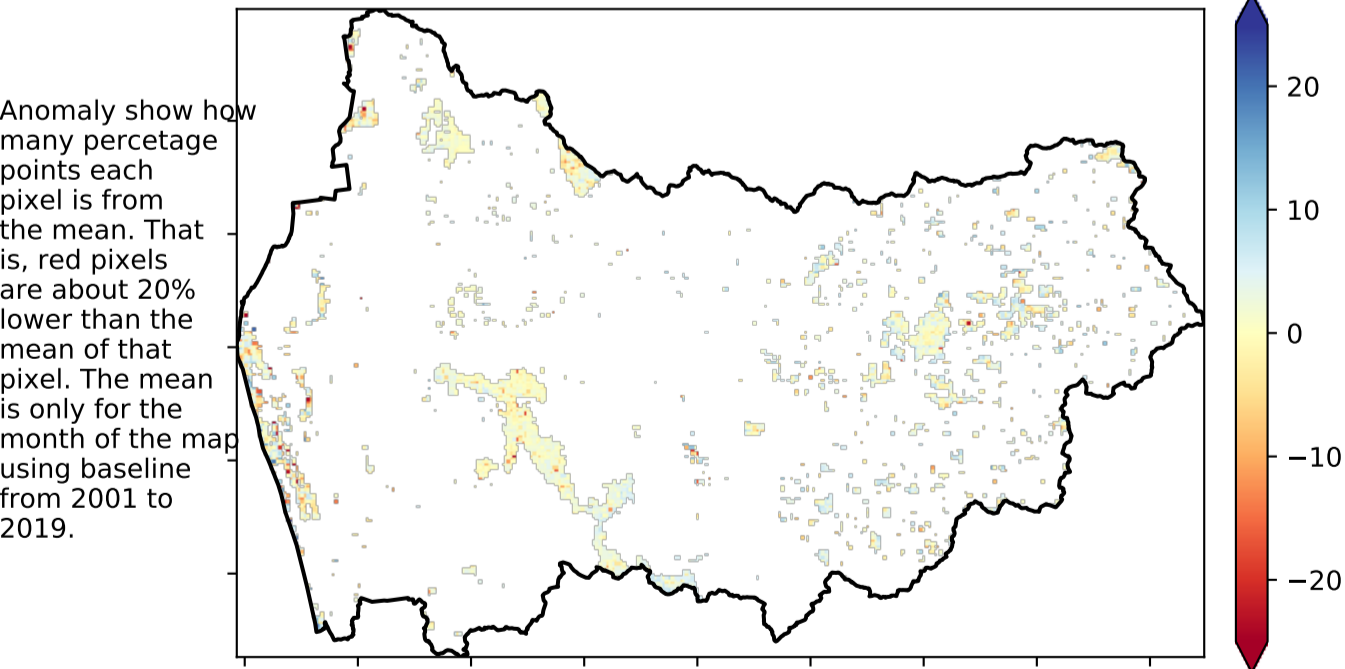 Anomaly show how
many percetage
points each
pixel is from
the mean. That
is, red pixels
are about 20%
lower than the
mean of that
pixel. The mean
is only for the
month of the map
using baseline
from 2001 to
2019.
20
10
0
−10
−20